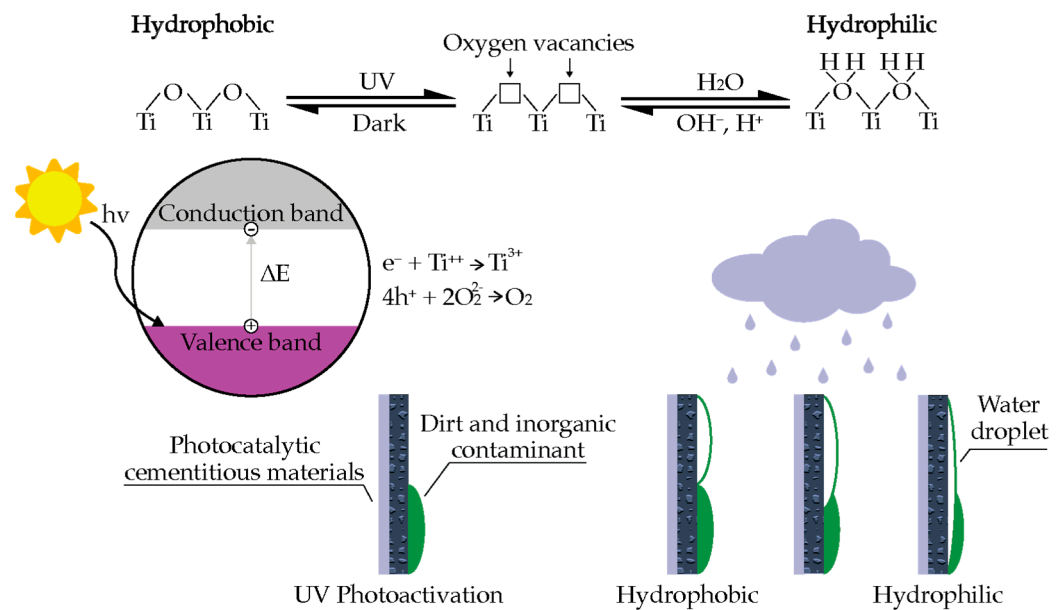 Hydrophobic
Hydrophilic
Oxygen vacancies
H H H H
O O
UV
H₂O
O O
Ti Ti Ti
Dark
Ti Ti Ti
OH⁻, H⁺
Ti Ti Ti
hv
Conduction band
−
ΔE
e⁻ + Ti⁺⁺ → Ti³⁺
4h⁺ + 2O₂²⁻ → O₂
+
Valence band
Photocatalytic
cementitious materials
Dirt and inorganic
contaminant
Water
droplet
UV Photoactivation
Hydrophobic
Hydrophilic